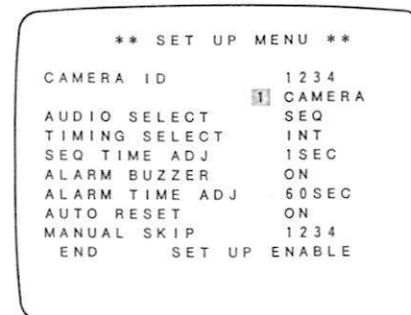 ** SET UP MENU **
CAMERA ID 1234
1 CAMERA
AUDIO SELECT SEQ
TIMING SELECT INT
SEQ TIME ADJ 1SEC
ALARM BUZZER ON
ALARM TIME ADJ 60SEC
AUTO RESET ON
MANUAL SKIP 1234
END SET UP ENABLE